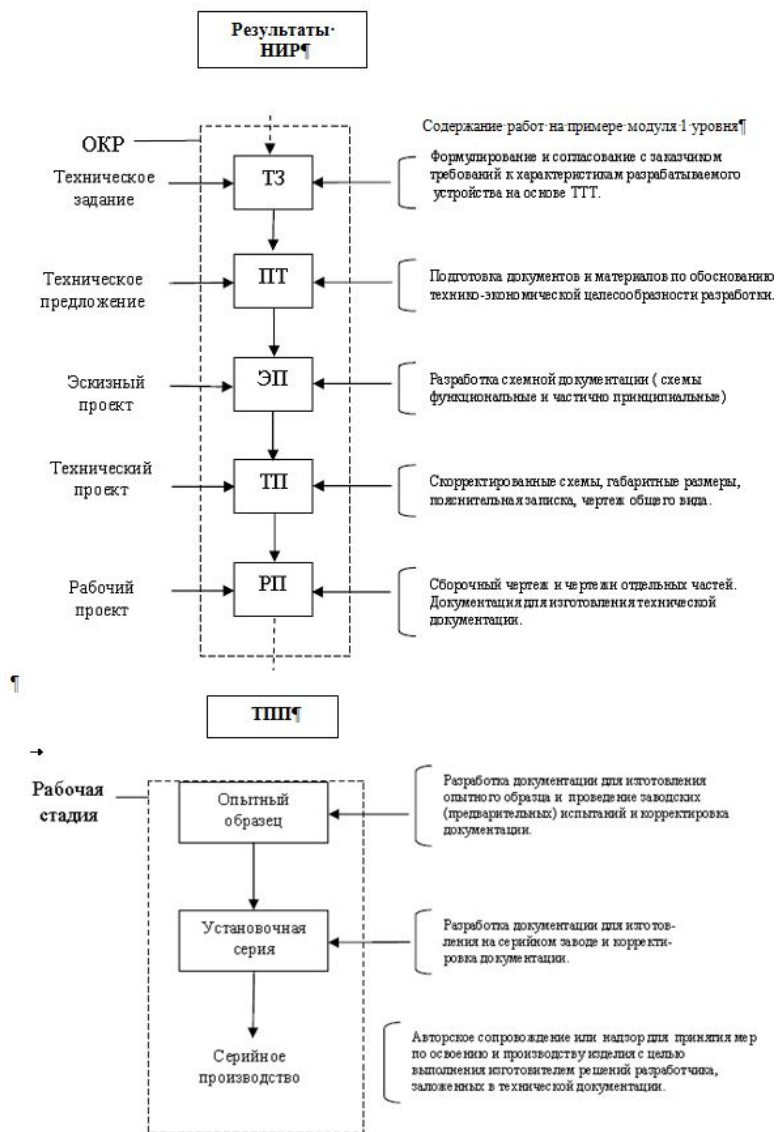 Результаты·
НИР¶
Содержание·работ·на·примере·модуля·1·уровня¶
ОКР
Техническое
задание
ТЗ
Формулирование и согласование с заказчиком
требований к характеристикам разрабатываемого
устройства на основе ТТТ.
Техническое
предложение
ПТ
Подготовка документов и материалов по обоснованию
технико-экономической целесообразности разработки.
Эскизный
проект
ЭП
Разработка схемной документации ( схемы
функциональные и частично принципиальные)
Технический
проект
ТП
Скорректированные схемы, габаритные размеры,
пояснительная записка, чертеж общего вида.
Рабочий
проект
РП
Сборочный чертеж и чертежи отдельных частей.
Документация для изготовления технической
документации.
¶
ТПП¶
Рабочая
стадия
Опытный
образец
Разработка документации для изготовления
опытного образца и проведение заводских
(предварительных) испытаний и корректировка
документации.
Установочная
серия
Разработка документации для изготов-
ления на серийном заводе и корректи-
ровка документации.
Серийное
производство
Авторское сопровождение или надзор для принятия мер
по освоению и производству изделия с целью
выполнения изготовителем решений разработчика,
заложенных в технической документации.